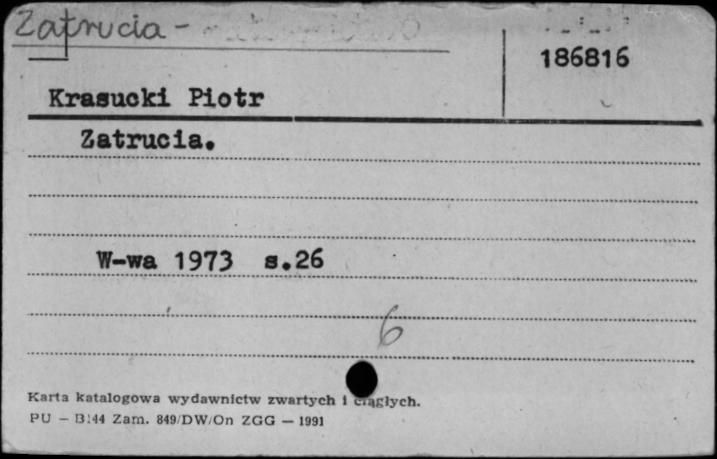 Zatrucia -
186816
Krasucki Piotr
Zatrucia.
W-wa 1973 s.26
6
Karta katalogowa wydawnictw zwartych i ciągłych.
PU — B144 Zam. 849/DW/On ZGG — 1991